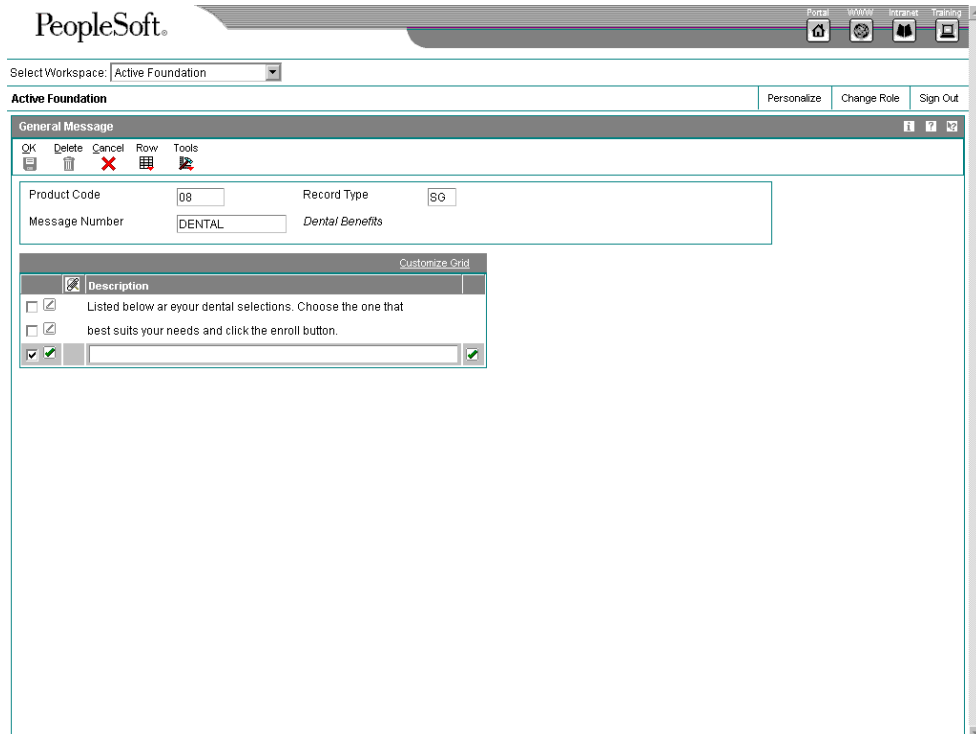 Portal WWW Intranet Training
PeopleSoft®
Select Workspace: Active Foundation
Active Foundation Personalize Change Role Sign Out
General Message
OK Delete Cancel Row Tools
Product Code 08 Record Type SG
Message Number DENTAL Dental Benefits
Customize Grid
Description
Listed below ar eyour dental selections. Choose the one that
best suits your needs and click the enroll button.